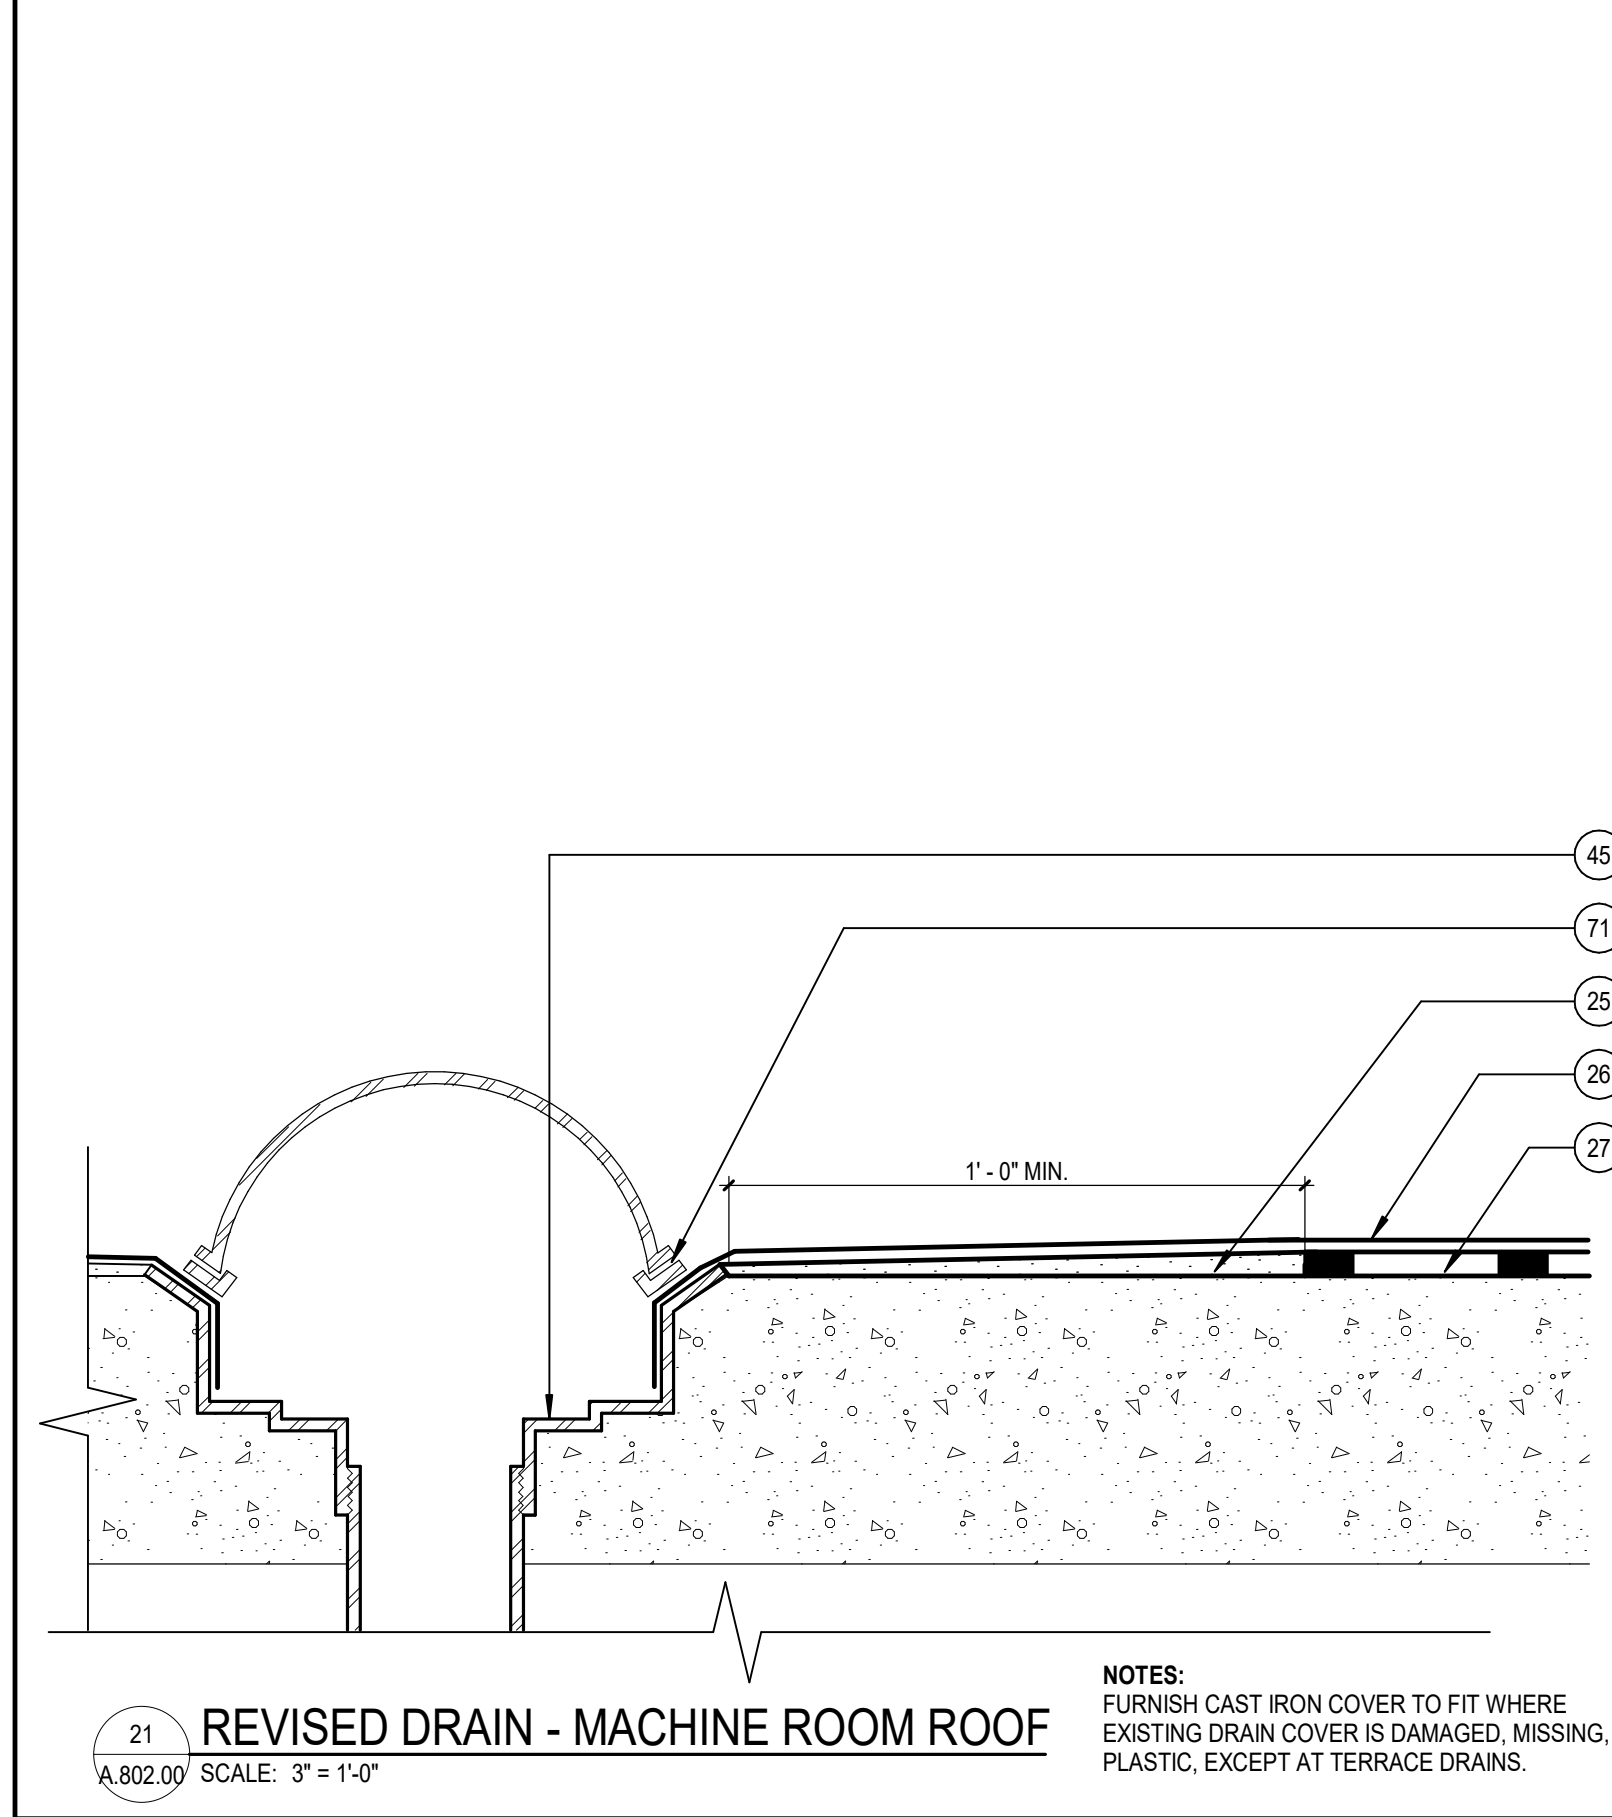 45
71
25
26
27
1' - 0" MIN.
NOTES:
FURNISH CAST IRON COVER TO FIT WHERE
EXISTING DRAIN COVER IS DAMAGED, MISSING,
PLASTIC, EXCEPT AT TERRACE DRAINS.
21
A.802.00
REVISED DRAIN - MACHINE ROOM ROOF
SCALE: 3" = 1'-0"